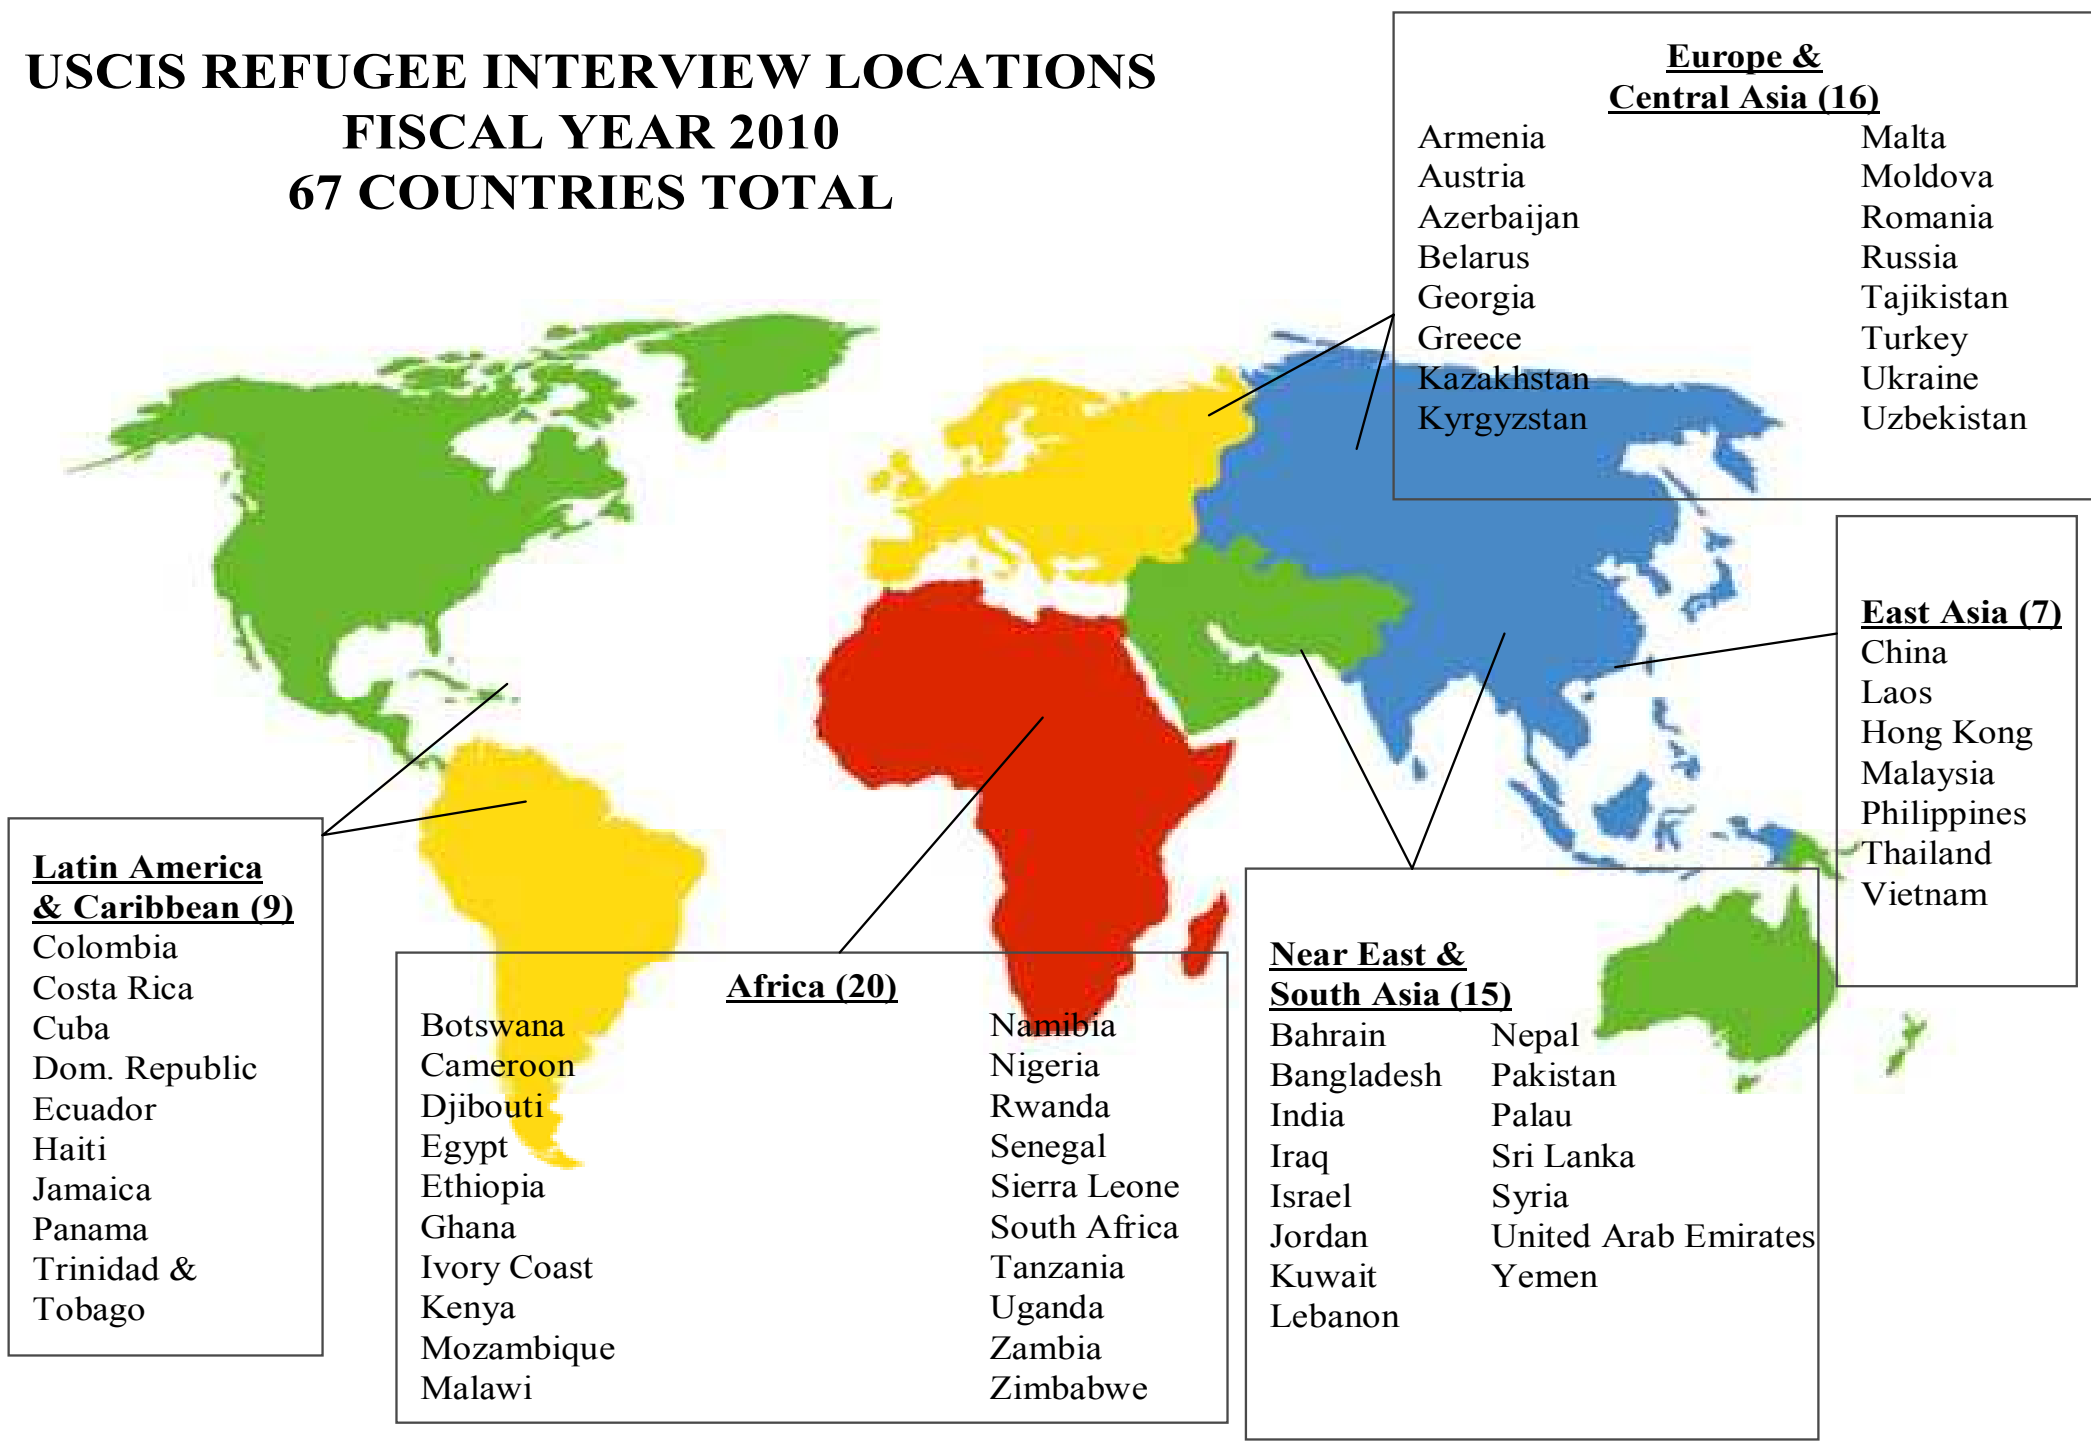 USCIS REFUGEE INTERVIEW LOCATIONS
FISCAL YEAR 2010
67 COUNTRIES TOTAL
Europe &
Central Asia (16)
Armenia
Austria
Azerbaijan
Belarus
Georgia
Greece
Kazakhstan
Kyrgyzstan
Malta
Moldova
Romania
Russia
Tajikistan
Turkey
Ukraine
Uzbekistan
East Asia (7)
China
Laos
Hong Kong
Malaysia
Philippines
Thailand
Vietnam
Latin America
& Caribbean (9)
Colombia
Costa Rica
Cuba
Dom. Republic
Ecuador
Haiti
Jamaica
Panama
Trinidad &
Tobago
Africa (20)
Botswana
Cameroon
Djibouti
Egypt
Ethiopia
Ghana
Ivory Coast
Kenya
Mozambique
Malawi
Namibia
Nigeria
Rwanda
Senegal
Sierra Leone
South Africa
Tanzania
Uganda
Zambia
Zimbabwe
Near East &
South Asia (15)
Bahrain
Bangladesh
India
Iraq
Israel
Jordan
Kuwait
Lebanon
Nepal
Pakistan
Palau
Sri Lanka
Syria
United Arab Emirates
Yemen